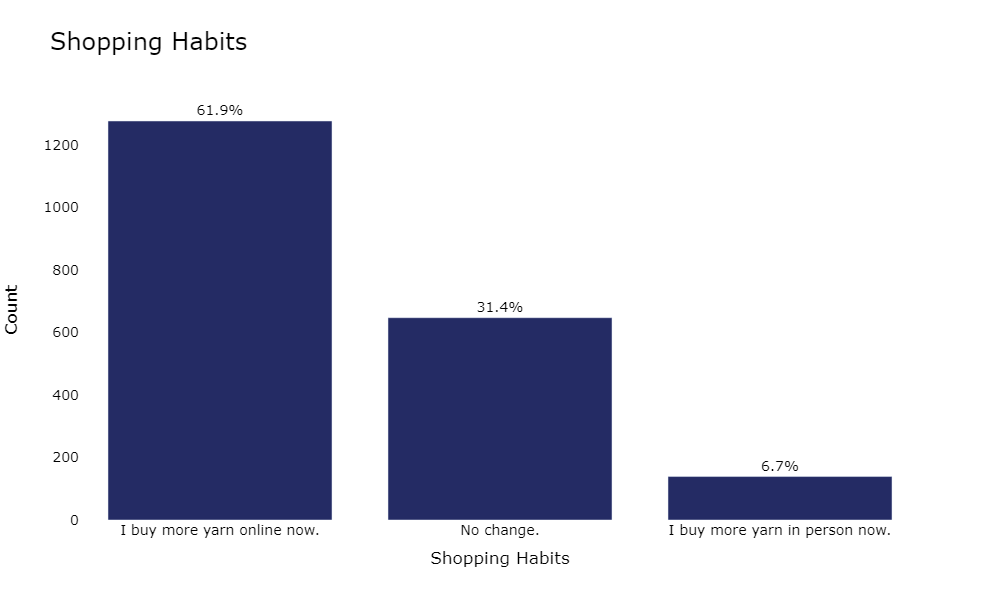 Shopping Habits
61.9%
31.4%
6.7%
1200
1000
800
600
400
200
0
Count
I buy more yarn online now.
No change.
I buy more yarn in person now.
Shopping Habits